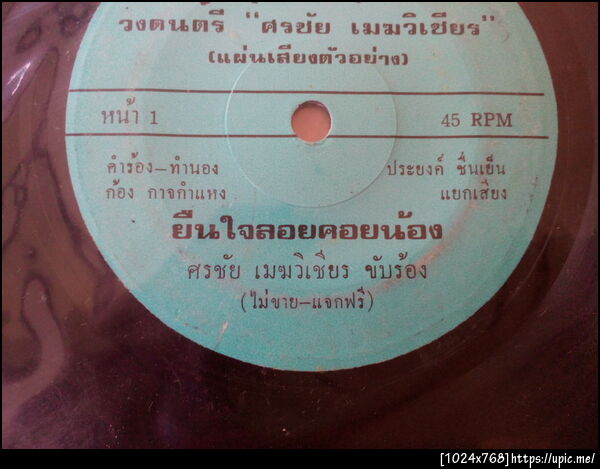 วงดนตรี "ศรชัย เมฆวิเชียร"
(แผ่นเสียงตัวอย่าง)
หน้า 1
45 RPM
คำร้อง-ทำนอง
ก้อง กาจกำแหง
ประยงค์ ชื่นเย็น
แยกเสียง
ยืนใจลอยคอยน้อง
ศรชัย เมฆวิเชียร ขับร้อง
(ไม่ขาย-แจกฟรี)
[1024x768]https://upic.me/